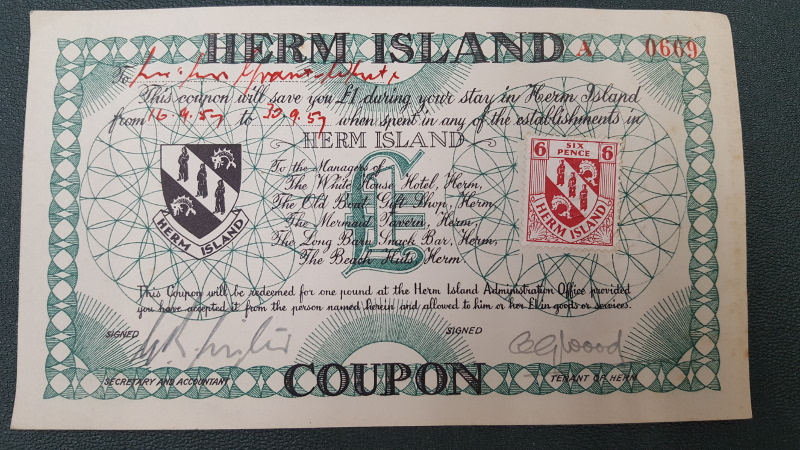 HERM ISLAND A 0669
To
This coupon will save you £1 during your stay in Herm Island
from 16.9.57 to 30.9.57 when spent in any of the establishments in
HERM ISLAND
To the Managers of
The White House Hotel, Herm,
The Old Boat Gift Shop, Herm,
The Mermaid Tavern, Herm,
The Long Barn Snack Bar, Herm,
The Beach Huts Herm.
£
HERM ISLAND
6 SIX PENCE 6
HERM ISLAND
This Coupon will be redeemed for one pound at the Herm Island Administration Office provided
you have accepted it from the person named herein and allowed to him or her £1 in goods or services.
SIGNED
SIGNED
SECRETARY AND ACCOUNTANT
TENANT OF HERM
COUPON